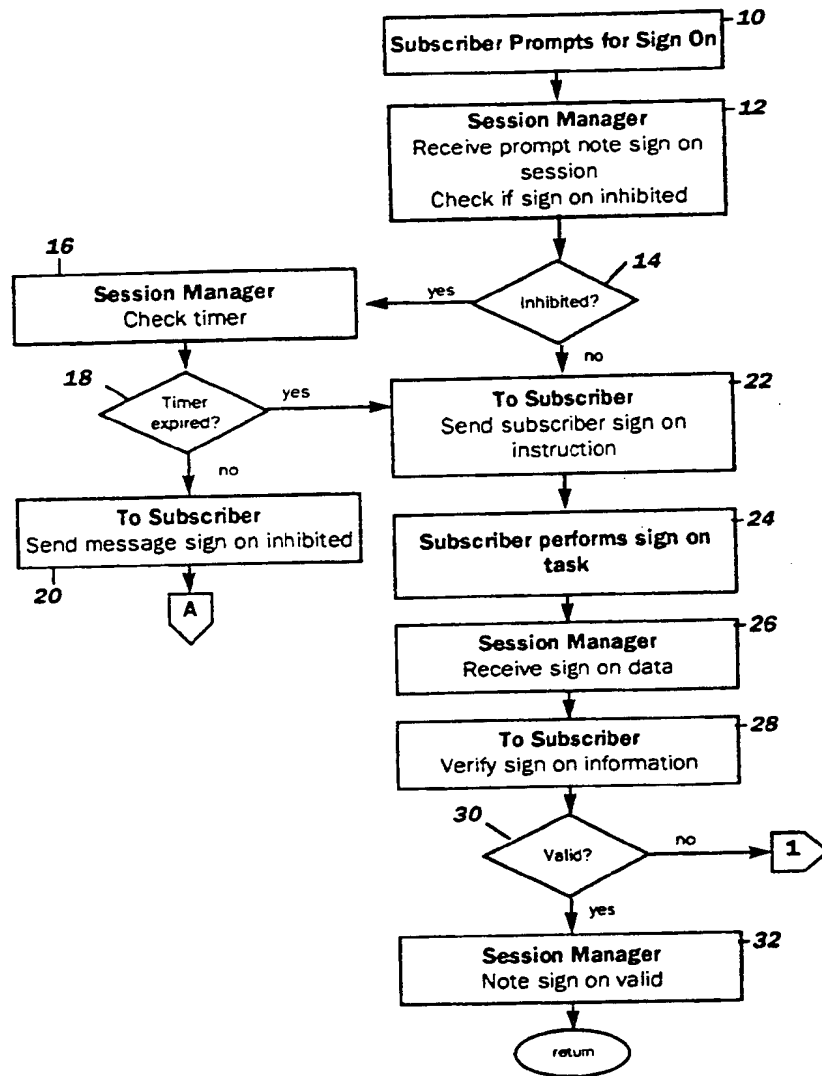 10
Subscriber Prompts for Sign On
12
Session Manager
Receive prompt note sign on
session
Check if sign on inhibited
14
Inhibited?
yes
no
16
Session Manager
Check timer
18
Timer
expired?
yes
no
To Subscriber
Send message sign on inhibited
20
A
22
To Subscriber
Send subscriber sign on
instruction
24
Subscriber performs sign on
task
26
Session Manager
Receive sign on data
28
To Subscriber
Verify sign on information
30
Valid?
no
1
yes
32
Session Manager
Note sign on valid
return